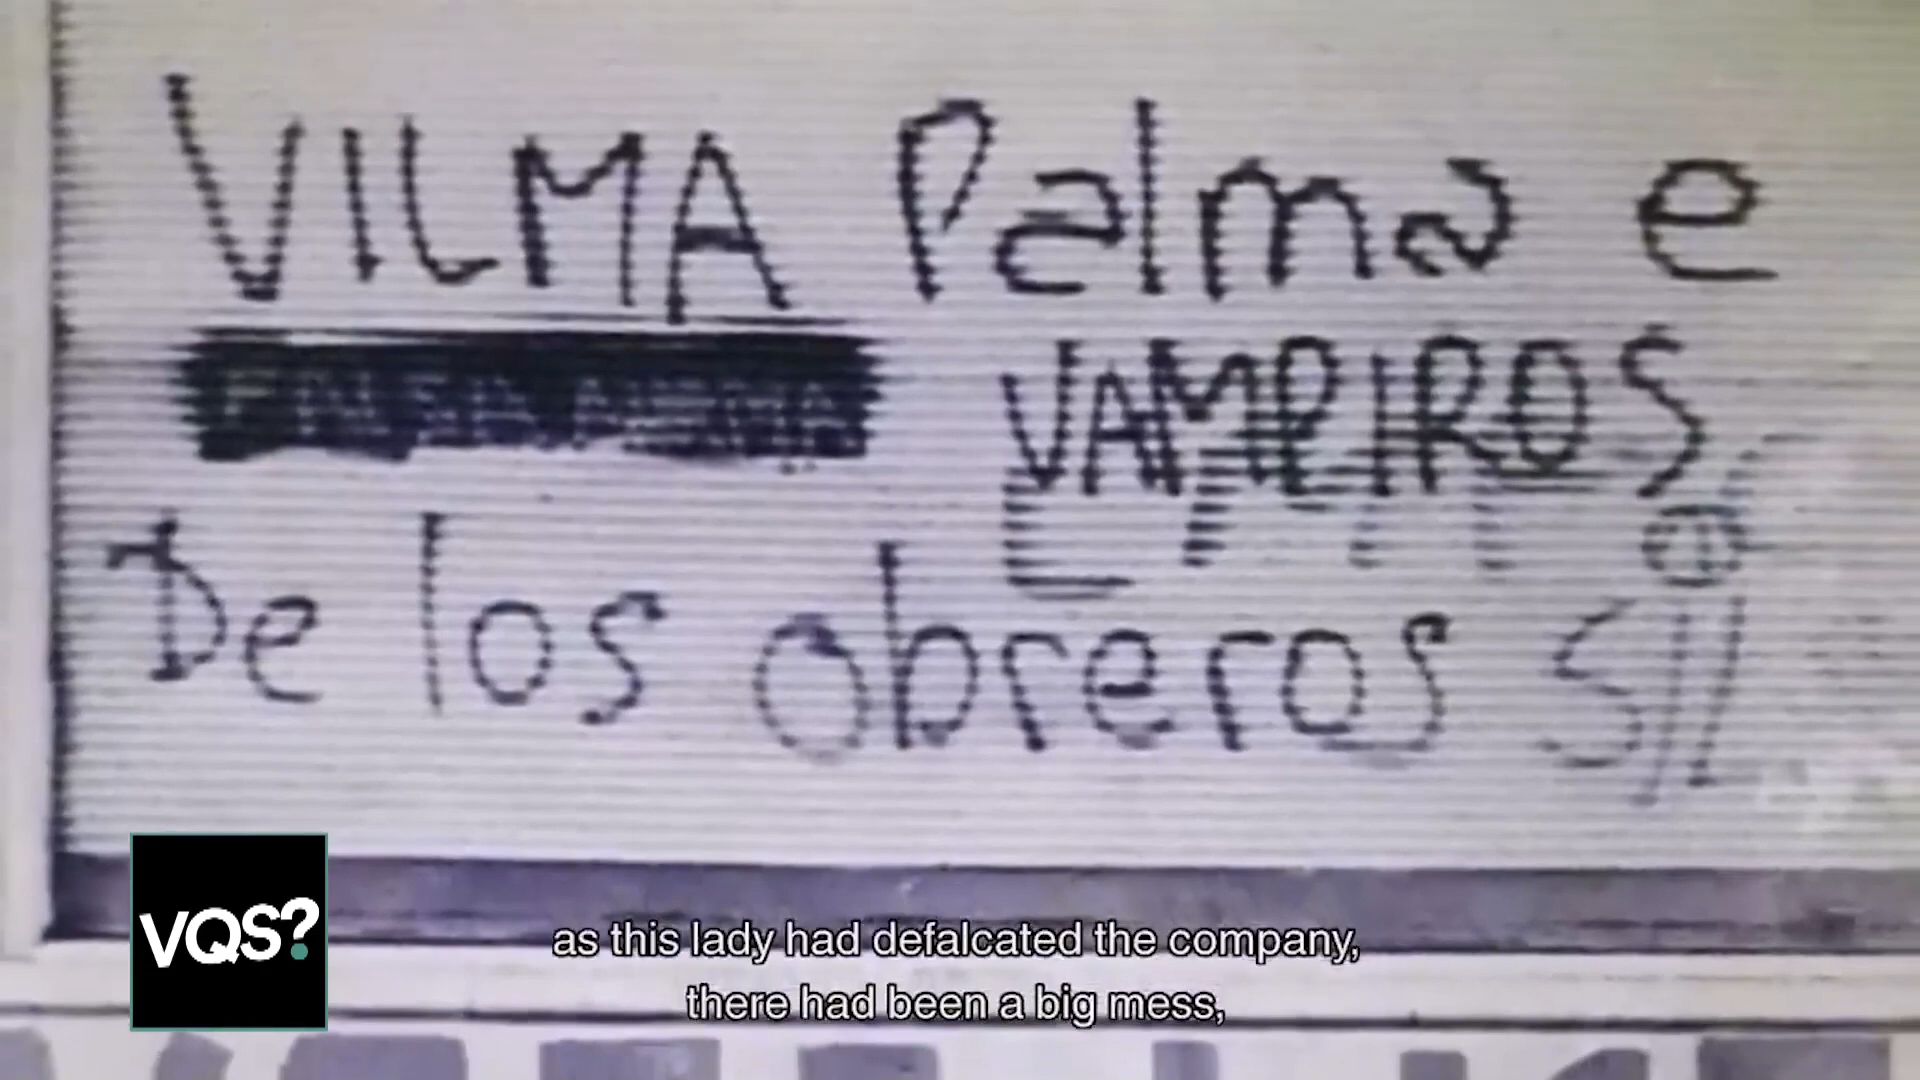 VILMA Palma e
VAMPIROS
De los obreros
VQS?
as this lady had defalcated the company,
there had been a big mess,